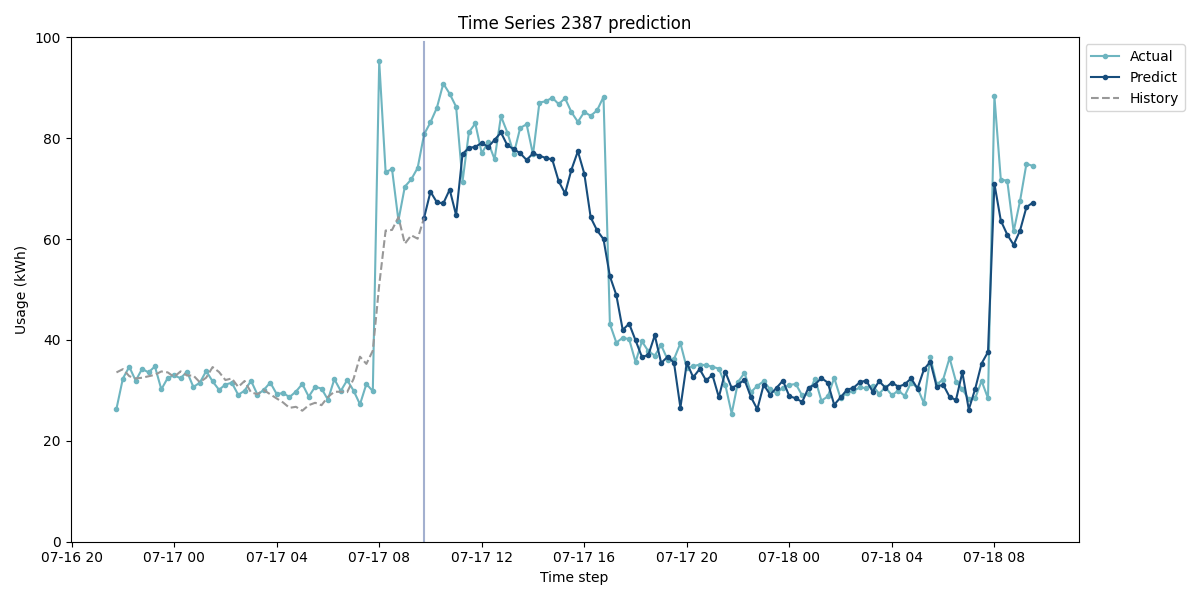 Time Series 2387 prediction
100
80
60
40
20
0
Usage (kWh)
07-16 20
07-17 00
07-17 04
07-17 08
07-17 12
07-17 16
07-17 20
07-18 00
07-18 04
07-18 08
Time step
Actual
Predict
History